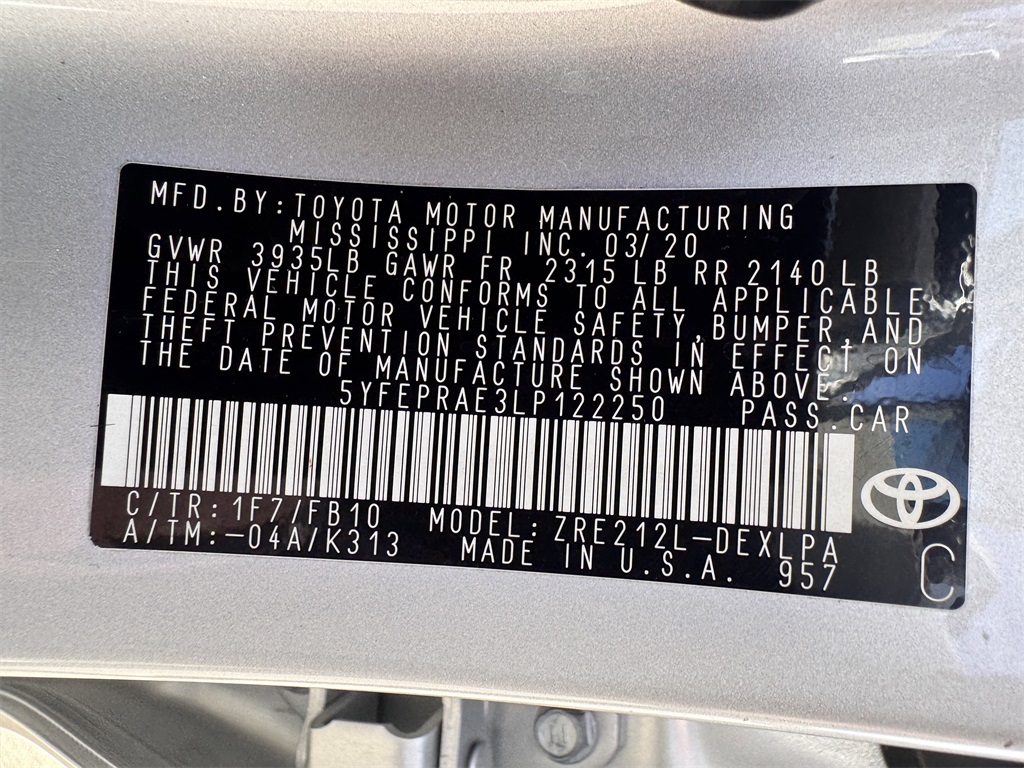 MFD.BY:TOYOTA MOTOR MANUFACTURING
MISSISSIPPI INC. 03/20
GVWR 3935LB GAWR FR 2315 LB RR 2140 LB
THIS VEHICLE CONFORMS TO ALL APPLICABLE
FEDERAL MOTOR VEHICLE SAFETY,BUMPER,AND
THEFT PREVENTION STANDARDS IN EFFECT ON
THE DATE OF MANUFACTURE SHOWN ABOVE.
5YFEPRAE3LP122250 PASS.CAR
C/TR:1F7/FB10 MODEL:ZRE212L-DEXLPA
A/TM:-04A/K313 MADE IN U.S.A. 957
C